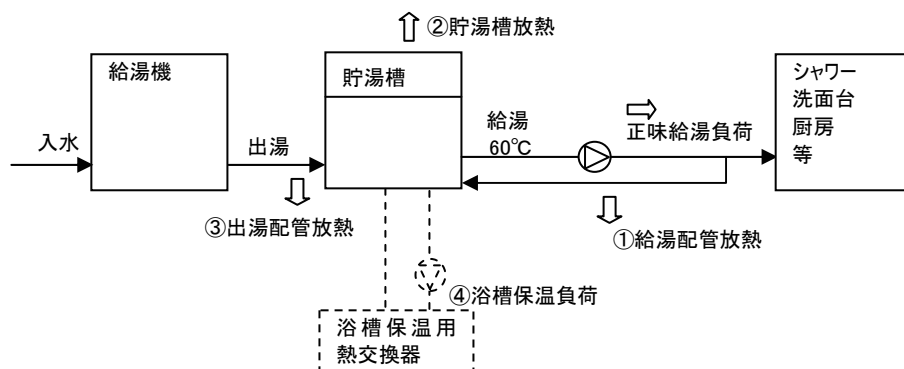 ②貯湯槽放熱
給湯機
貯湯槽
シャワー
洗面台
厨房
等
給湯
60℃
正味給湯負荷
入水
出湯
③出湯配管放熱
①給湯配管放熱
④浴槽保温負荷
浴槽保温用
熱交換器